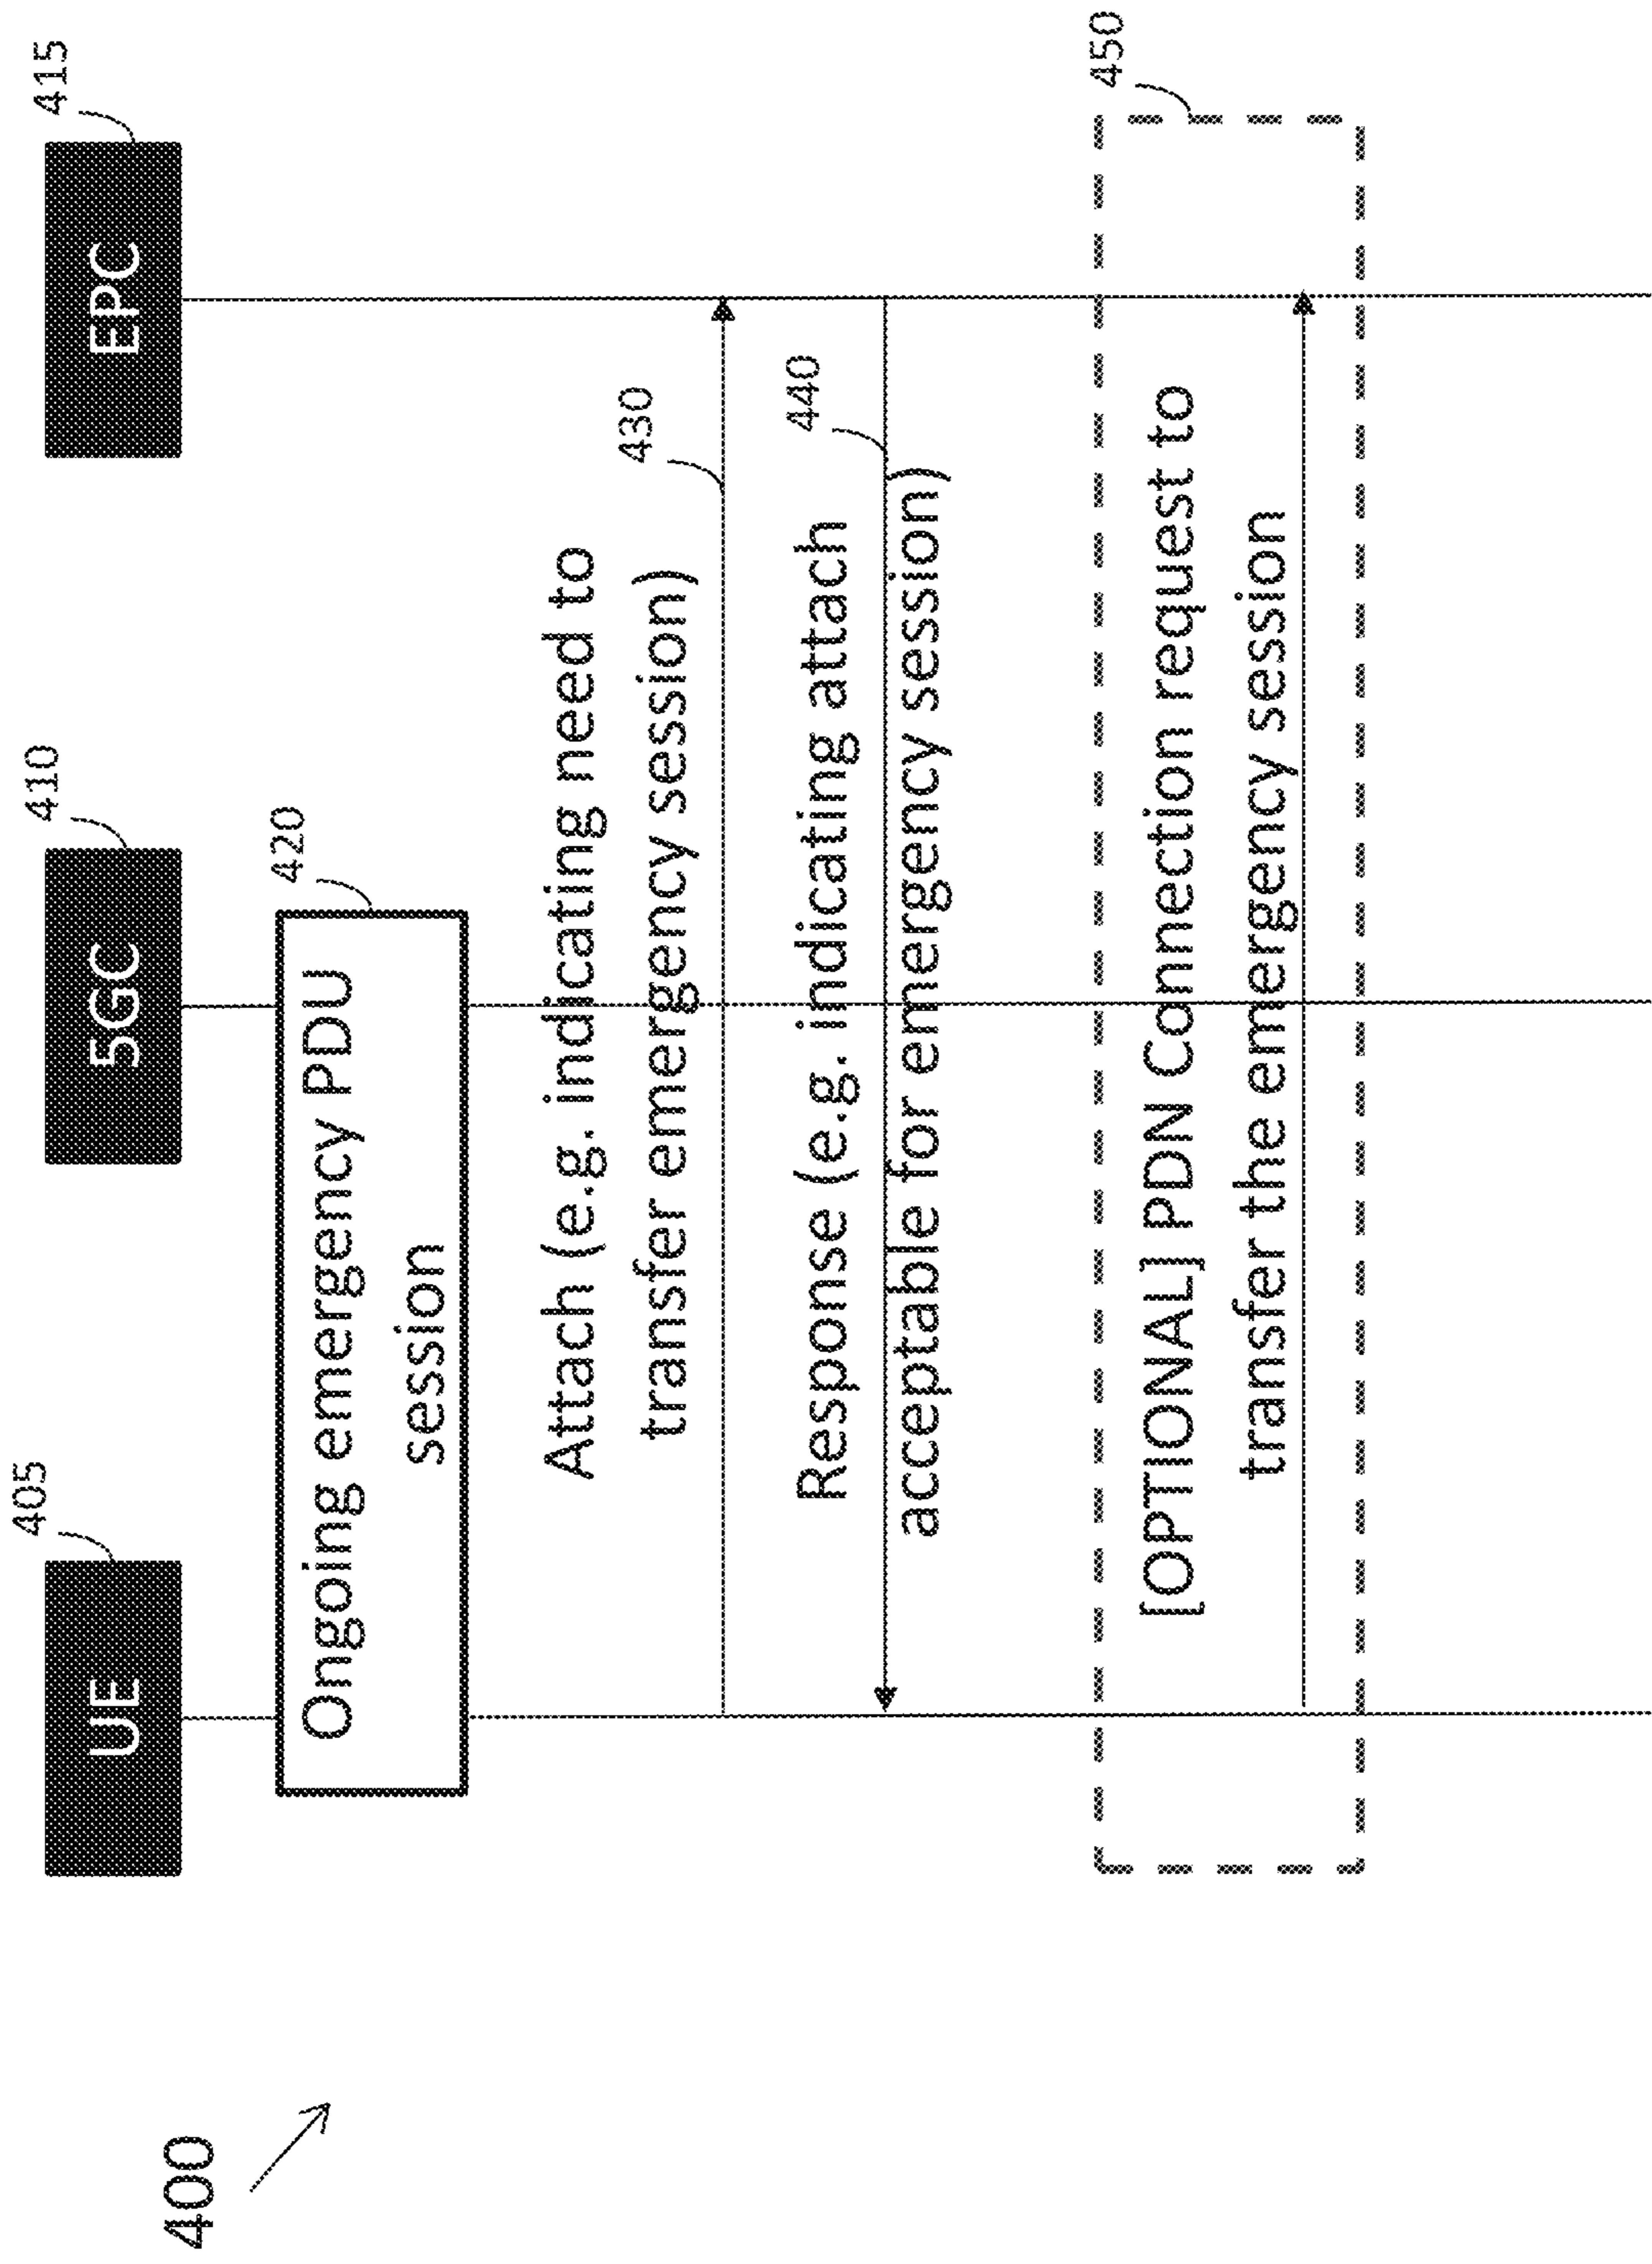 400
405
410
415
UE
5GC
EPC
420
Ongoing emergency PDU
session
Attach (e.g. indicating need to
transfer emergency session)
430
Response (e.g. indicating attach
acceptable for emergency session)
440
450
[OPTIONAL] PDN Connection request to
transfer the emergency session